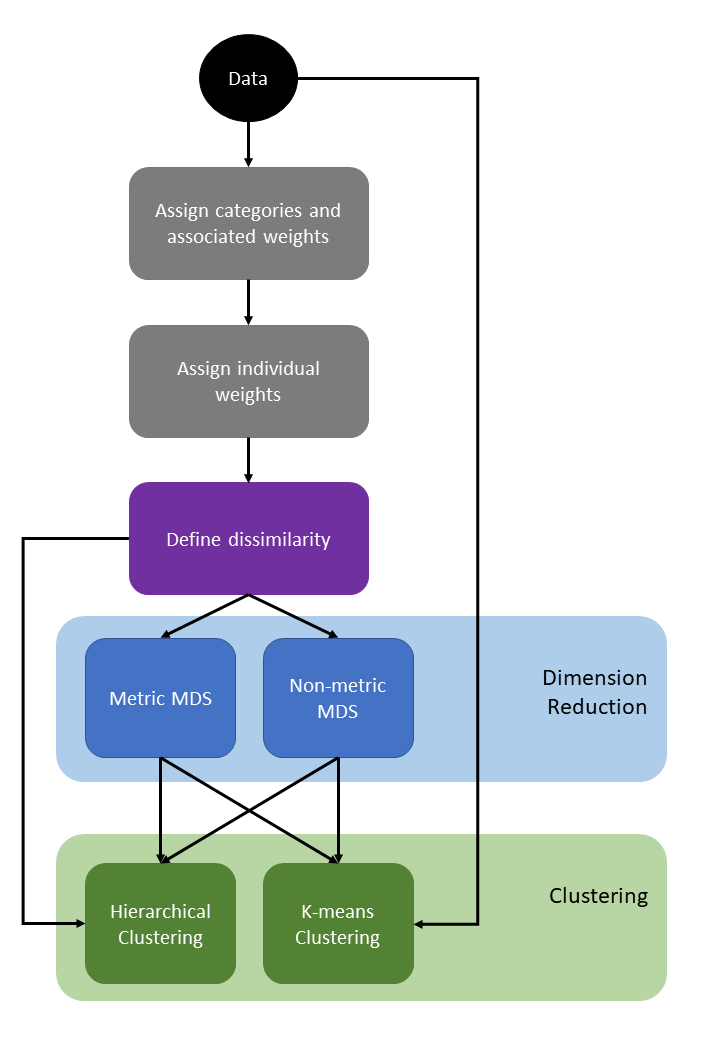 Data
Assign categories and
associated weights
Assign individual
weights
Define dissimilarity
Metric MDS
Non-metric
MDS
Dimension
Reduction
Hierarchical
Clustering
K-means
Clustering
Clustering